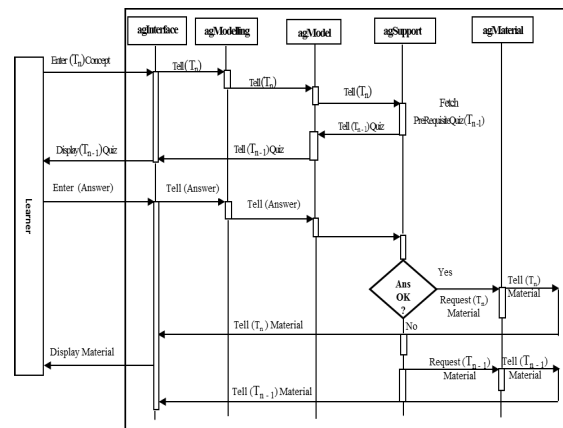 agInterface agModelling agModel agSupport agMaterial
Enter (Tn)Concept
Tell(Tn)
Tell(Tn)
Tell(Tn)
Fetch
PreRequisiteQuiz(Tn-1)
Tell (Tn-1) Quiz
Tell (Tn-1) Quiz
Display(Tn-1)Quiz
Enter (Answer)
Tell (Answer)
Tell (Answer)
Learner
Yes
Ans
OK
?
Request (Tn)
Material
Tell (Tn)
Material
No
Tell (Tn) Material
Display Material
Request (Tn-1)
Material
Tell (Tn-1)
Material
Tell (Tn-1) Material